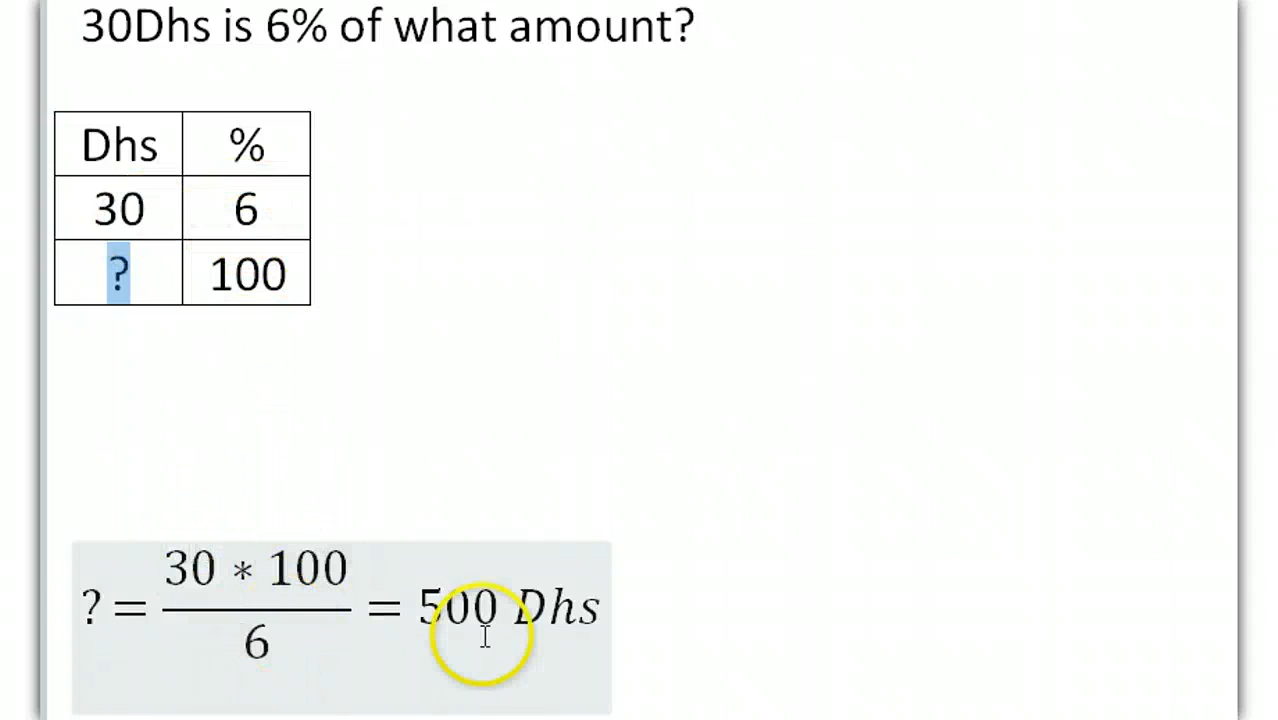 30Dhs is 6% of what amount?
Dhs %
30 6
? 100
30 * 100
? = = 500 Dhs
6